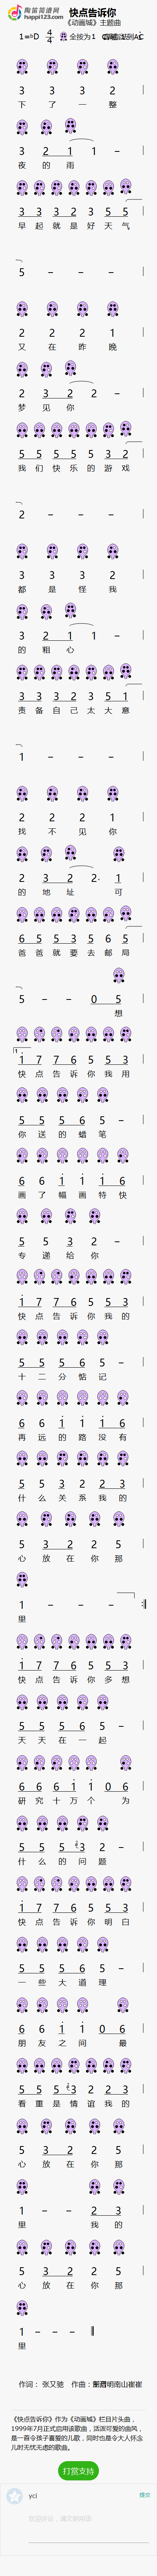 陶笛简谱网
happi123.com
快点告诉你
《动画城》主题曲
1=♭D 4/4 全按为1
3 3 3 2
下 了 一 整
3 2 1 1 -
夜 的 雨
3 3 3 2 3 5 5
早 起 就 是 好 天 气
5 - - -
2 2 2 1
又 在 昨 晚
2 3 2 2 -
梦 见 你
5 5 5 5 5 3 2
我 们 快 乐 的 游 戏
2 - - -
3 3 3 2
都 是 怪 我
3 2 1 1 -
的 粗 心
3 3 3 2 3 5 1
责 备 自 己 太 大 意
1 - - -
2 2 2 1
找 不 见 你
2 3 2 2· 1
的 地 址 可
6 5 5 3 5 6 5
爸 爸 就 要 去 邮 局
5 - - 0 5
想
1 7 7 6 5 5 3
快 点 告 诉 你 我 用
5 5 5 6 5 -
你 送 的 蜡 笔
6 6 1 1 1 6
画 了 幅 画 特 快
5 5 3 2 -
专 递 给 你
1 7 7 6 5 5 3
快 点 告 诉 你 我 的
5 5 5 6 5 -
十 二 分 惦 记
6 6 1 1 1 6
再 远 的 路 没 有
5 5 3 2 2 3
什 么 关 系 我 的
5 3 2 2 5
心 放 在 你 那
1 - - - :‖
里
1 7 7 6 5 5 3
快 点 告 诉 你 多 想
5 5 5 6 5 -
天 天 在 一 起
6 6 6 1 1 0 6
研 究 十 万 个 为
5 5 5 3 2 -
什 么 的 问 题
1 7 7 6 5 5 3
快 点 告 诉 你 明 白
5 5 5 6 5 -
一 些 大 道 理
6 6 1 1 0 6
朋 友 之 间 最
5 5 5 3 2 2 3
看 重 是 情 谊 我 的
5 3 2 2 5
心 放 在 你 那
1 - - 2 3
里 我 的
5 3 2 2 5
心 放 在 你 那
1 - - - ‖
里
作词： 张又驰 作曲：
《快点告诉你》作为《动画城》栏目片头曲，
1999年7月正式启用该歌曲，活泼可爱的曲风，
是一首令孩子喜爱的儿歌，同时也是令大人怀念
儿时无忧无虑的歌曲。
打赏支持
ycl
提交